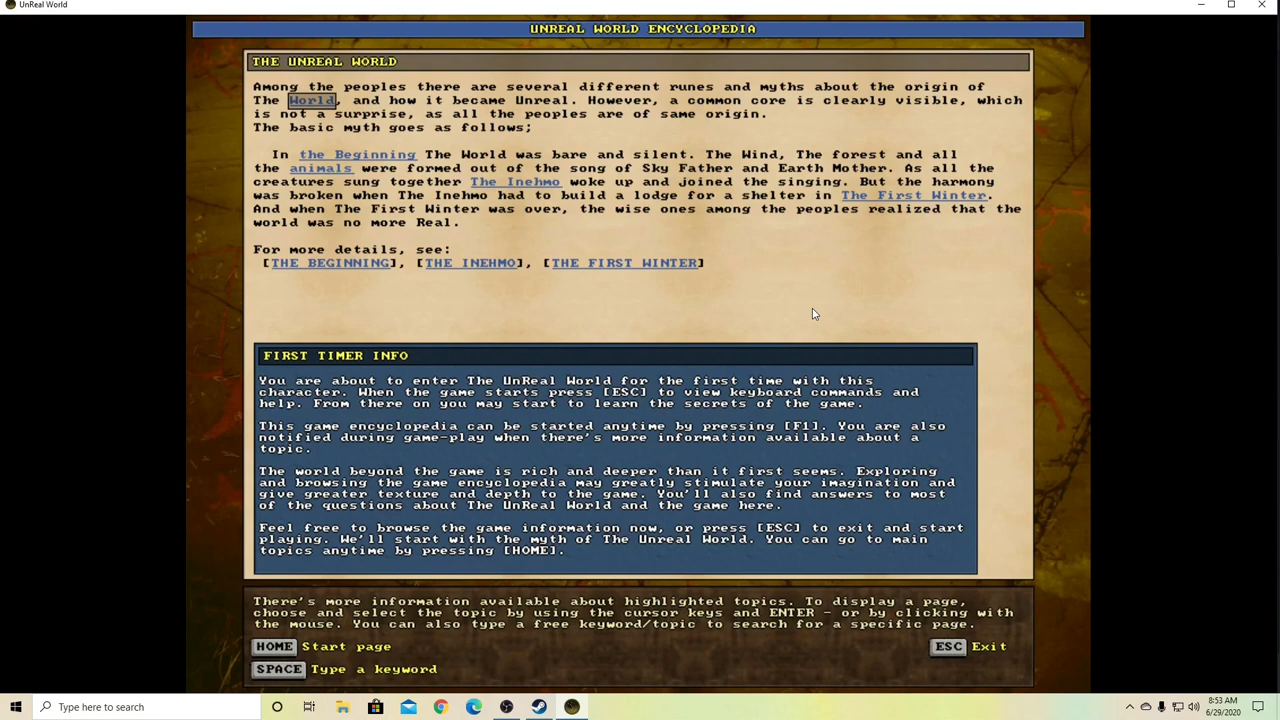 UnReal World
UNREAL WORLD ENCYCLOPEDIA
THE UNREAL WORLD
Among the peoples there are several different runes and myths about the origin of
The World, and how it became Unreal. However, a common core is clearly visible, which
is not a surprise, as all the peoples are of same origin.
The basic myth goes as follows;
In the Beginning The World was bare and silent. The Wind, The forest and all
the animals were formed out of the song of Sky Father and Earth Mother. As all the
creatures sung together The Inehmo woke up and joined the singing. But the harmony
was broken when The Inehmo had to build a lodge for a shelter in The First Winter.
And when The First Winter was over, the wise ones among the peoples realized that the
world was no more Real.
For more details, see:
[THE BEGINNING], [THE INEHMO], [THE FIRST WINTER]
FIRST TIMER INFO
You are about to enter The UnReal World for the first time with this
character. When the game starts press [ESC] to view keyboard commands and
help. From there on you may start to learn the secrets of the game.
This game encyclopedia can be started anytime by pressing [F1]. You are also
notified during game-play when there's more information available about a
topic.
The world beyond the game is rich and deeper than it first seems. Exploring
and browsing the game encyclopedia may greatly stimulate your imagination and
give greater texture and depth to the game. You'll also find answers to most
of the questions about The UnReal World and the game here.
Feel free to browse the game information now, or press [ESC] to exit and start
playing. We'll start with the myth of The Unreal World. You can go to main
topics anytime by pressing [HOME].
There's more information available about highlighted topics. To display a page,
choose and select the topic by using the cursor keys and ENTER - or by clicking with
the mouse. You can also type a free keyword/topic to search for a specific page.
HOME Start page
ESC Exit
SPACE Type a keyword
Type here to search
8:53 AM
6/29/2020